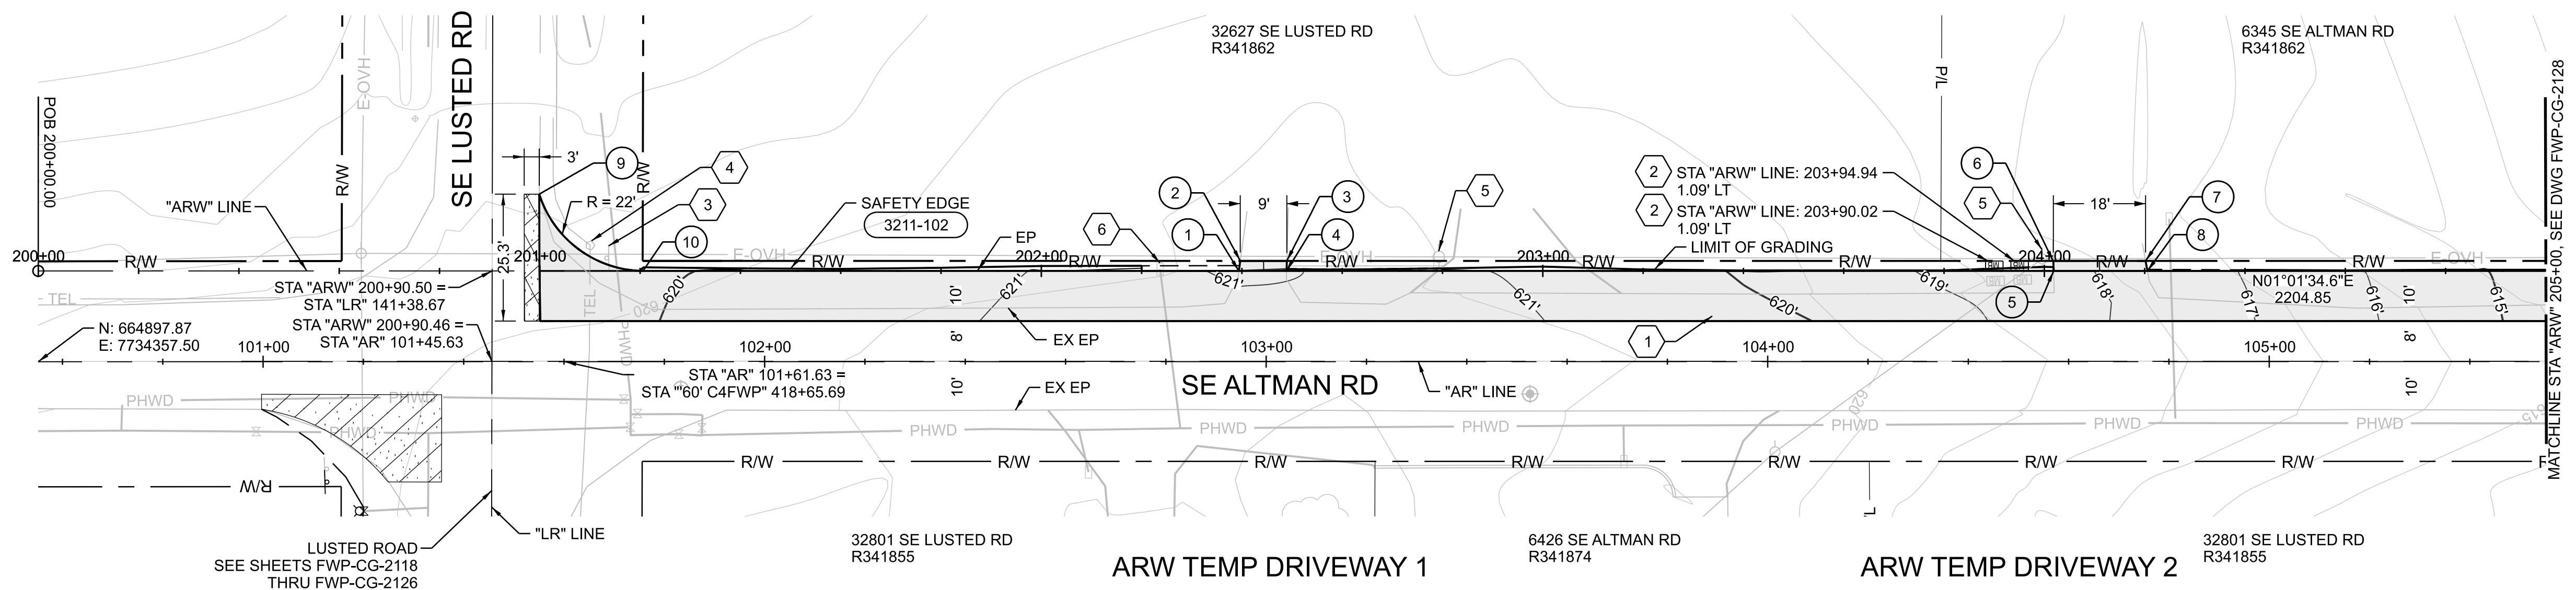 32627 SE LUSTED RD
R341862
6345 SE ALTMAN RD
R341862
POB 200+00.00
E-OVH
R/W
SE LUSTED RD
R/W
P/L
MATCHLINE STA "ARW" 205+00, SEE DWG FWP-CG-2128
3'
9
4
R = 22'
3
"ARW" LINE
SAFETY EDGE
3211-102
10
EP
6
2
1
9'
3
4
5
2
STA "ARW" LINE: 203+94.94
1.09' LT
2
STA "ARW" LINE: 203+90.02
1.09' LT
LIMIT OF GRADING
6
5
5
18'
7
8
25.3'
200+00
201+00
202+00
203+00
204+00
R/W
E-OVH
R/W
R/W
R/W
E-OVH
R/W
R/W
R/W
R/W
E-OVH
TEL
TEL
PHWD
620
620'
621'
621'
621'
620'
619'
618'
617'
616'
615'
N01°01'34.6"E
2204.85
STA "ARW" 200+90.50 =
STA "LR" 141+38.67
STA "ARW" 200+90.46 =
STA "AR" 101+45.63
N: 664897.87
E: 7734357.50
10'
8'
10'
10'
8'
10'
EX EP
1
101+00
102+00
103+00
104+00
105+00
STA "AR" 101+61.63 =
STA "'60' C4FWP" 418+65.69
EX EP
SE ALTMAN RD
"AR" LINE
620
615
PHWD
PHWD
PHWD
PHWD
PHWD
PHWD
PHWD
PHWD
PHWD
R/W
R/W
R/W
R/W
R/W
R/W
R/W
R/W
"LR" LINE
LUSTED ROAD
SEE SHEETS FWP-CG-2118
THRU FWP-CG-2126
32801 SE LUSTED RD
R341855
ARW TEMP DRIVEWAY 1
6426 SE ALTMAN RD
R341874
ARW TEMP DRIVEWAY 2
32801 SE LUSTED RD
R341855